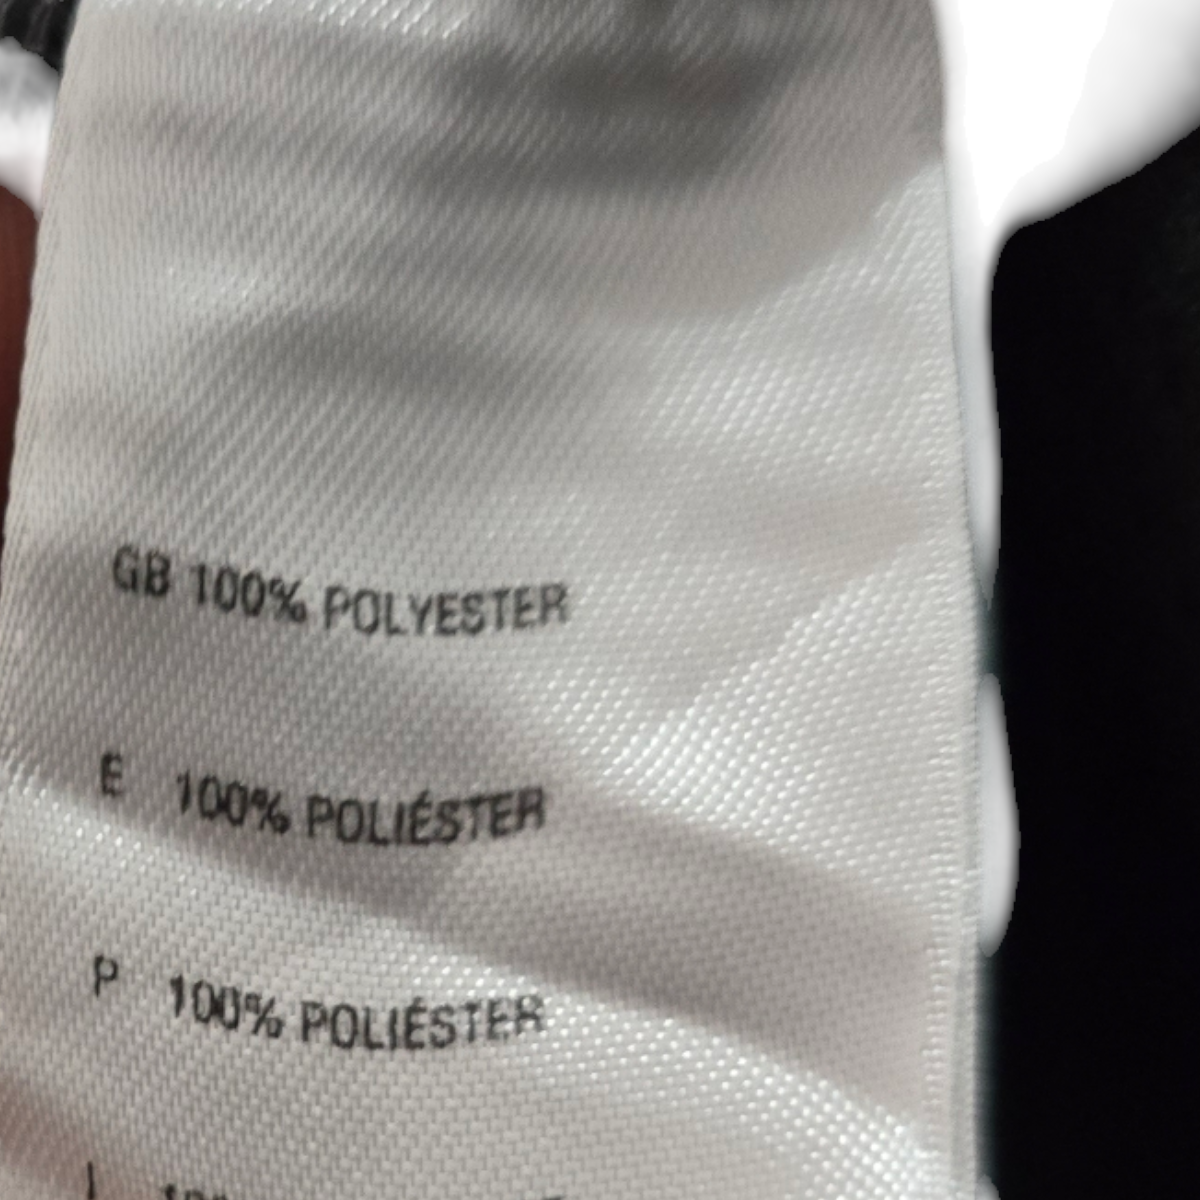 GB 100% POLYESTER
E 100% POLIÉSTER
P 100% POLIÉSTER